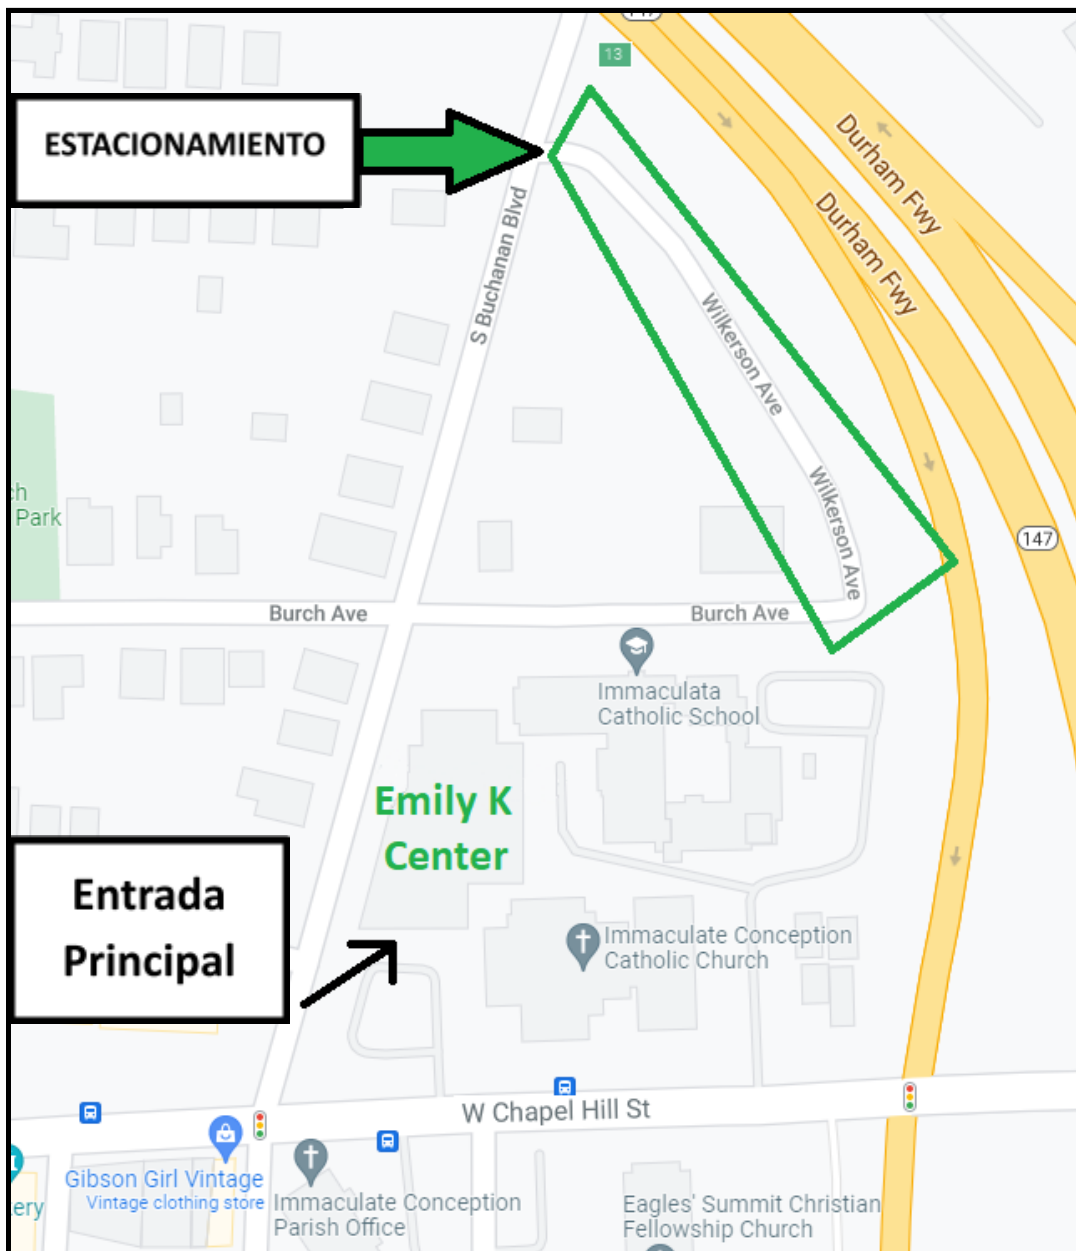 13
ESTACIONAMIENTO
Durham Fwy
Durham Fwy
S Buchanan Blvd
Wilkerson Ave
Wilkerson Ave
Park
147
Burch Ave
Burch Ave
Immaculata
Catholic School
Emily K
Center
Entrada
Principal
Immaculate Conception
Catholic Church
W Chapel Hill St
Gibson Girl Vintage
Vintage clothing store
Immaculate Conception
Parish Office
Eagles' Summit Christian
Fellowship Church